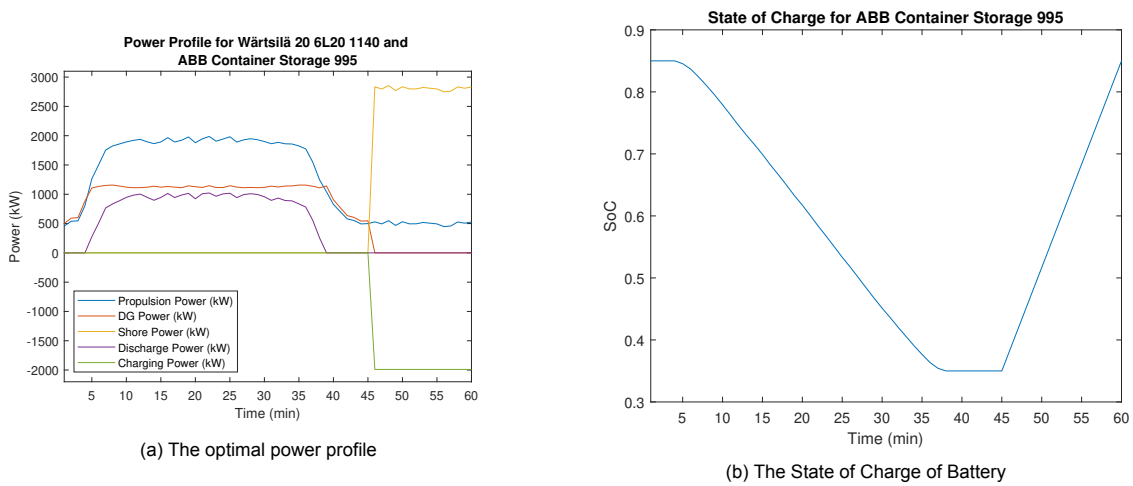 Power Profile for Wärtsilä 20 6L20 1140 and
ABB Container Storage 995
3000
2500
2000
1500
1000
500
0
-500
-1000
-1500
-2000
Power (kW)
Propulsion Power (kW)
DG Power (kW)
Shore Power (kW)
Discharge Power (kW)
Charging Power (kW)
5 10 15 20 25 30 35 40 45 50 55 60
Time (min)
(a) The optimal power profile
State of Charge for ABB Container Storage 995
0.9
0.8
0.7
0.6
0.5
0.4
0.3
SoC
5 10 15 20 25 30 35 40 45 50 55 60
Time (min)
(b) The State of Charge of Battery